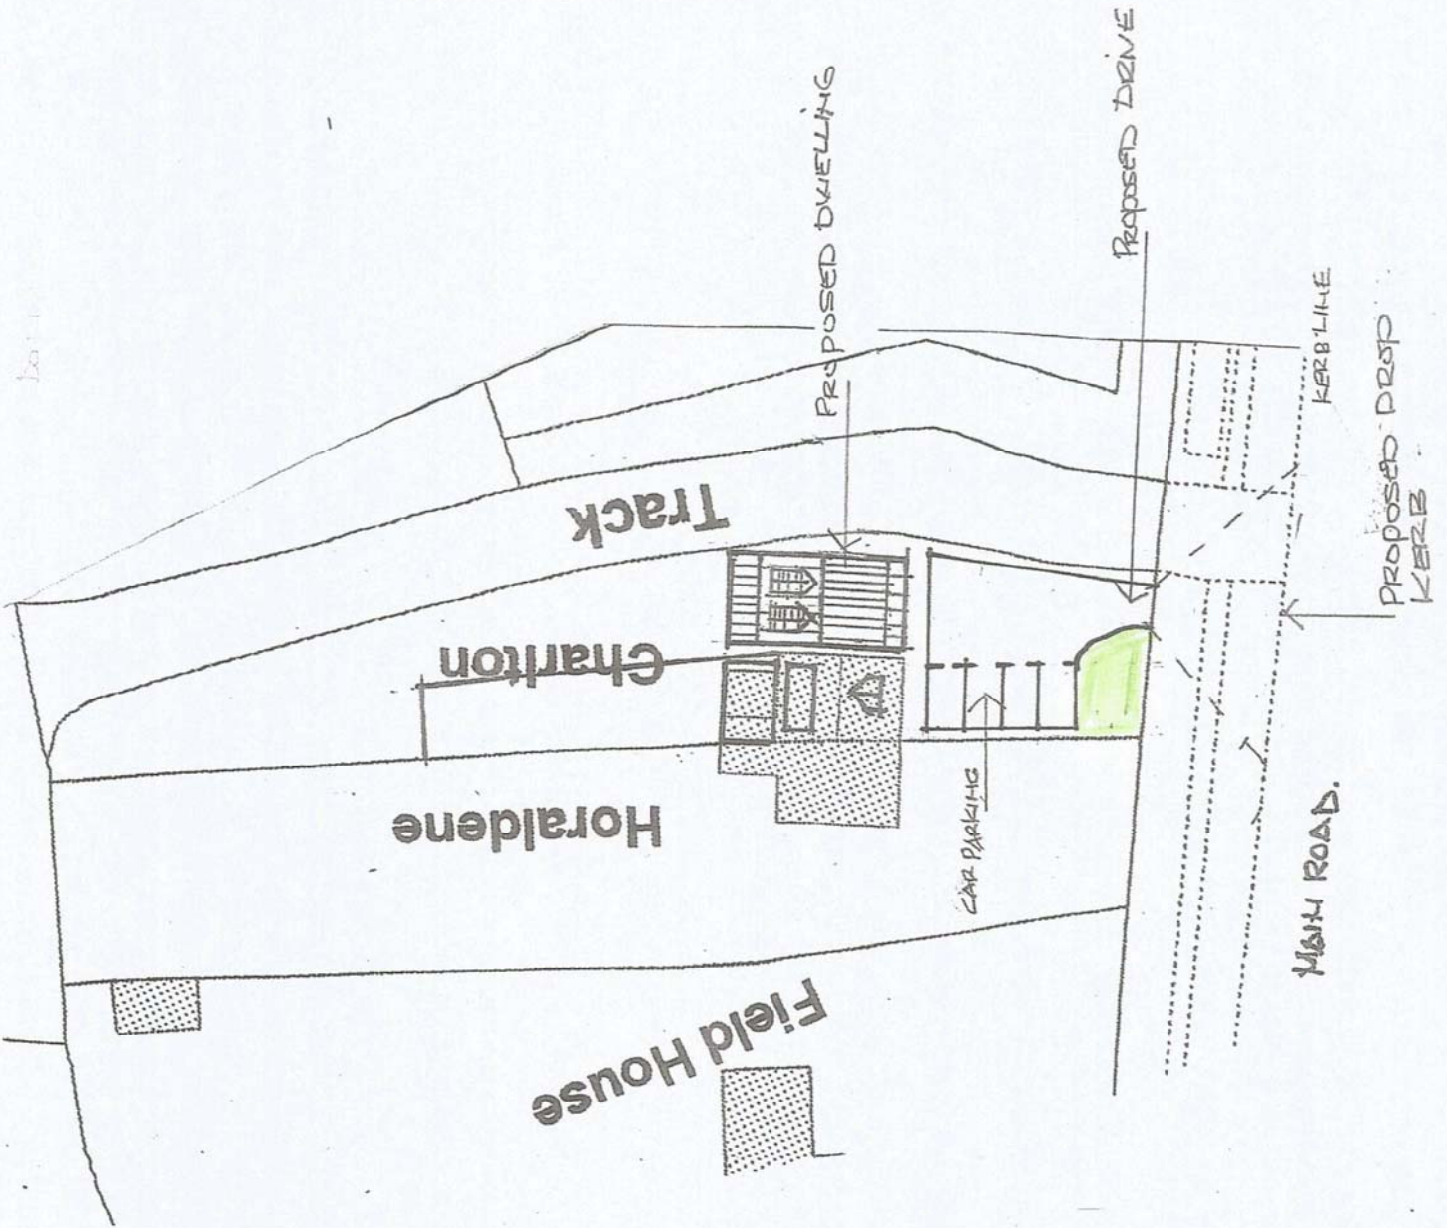 PROPOSED DWELLING
PROPOSED DRIVE
Track
Charlton
Horaldene
Field House
CAR PARKING
KERB LINE
PROPOSED DROP
KERB
MAIN ROAD.